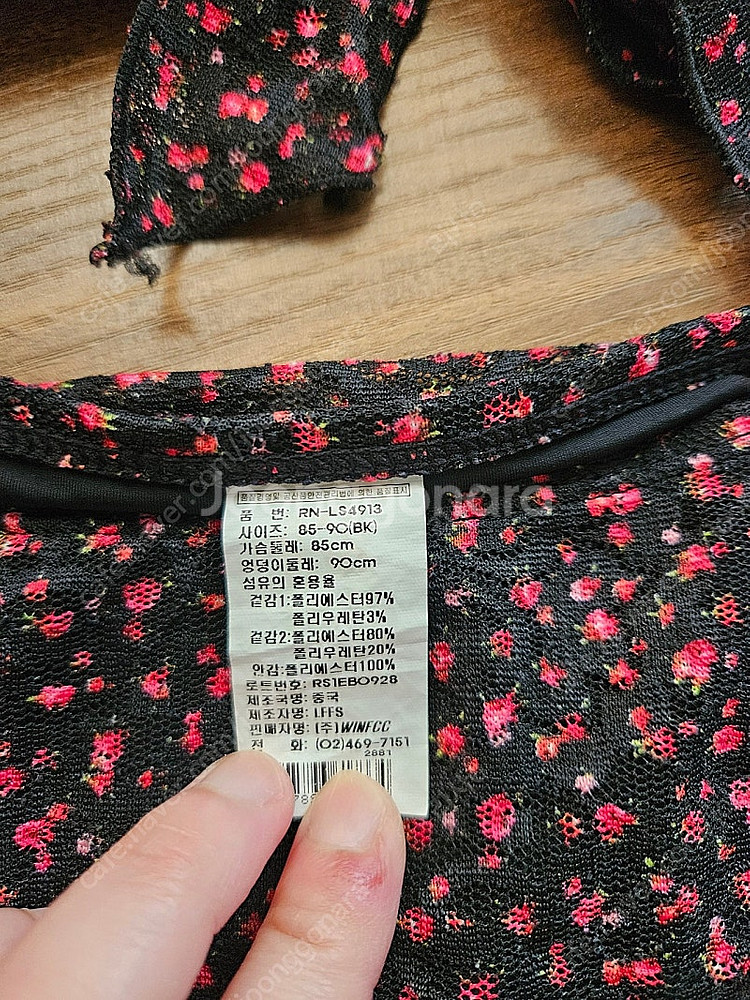 품질경영및 공산품안전관리법에 의한 품질표시
품 번: RN-LS4913
사이즈: 85-90(BK)
가슴둘레: 85cm
엉덩이둘레: 90cm
섬유의 혼용율
겉감1:폴리에스터97%
폴리우레탄3%
겉감2:폴리에스터80%
폴리우레탄20%
안감:폴리에스터100%
로트번호: RS1EB0928
제조국명: 중국
제조자명: LFFS
판매자명: (주)WINFCC
전 화: (02)469-7151
2881
Joonggonara